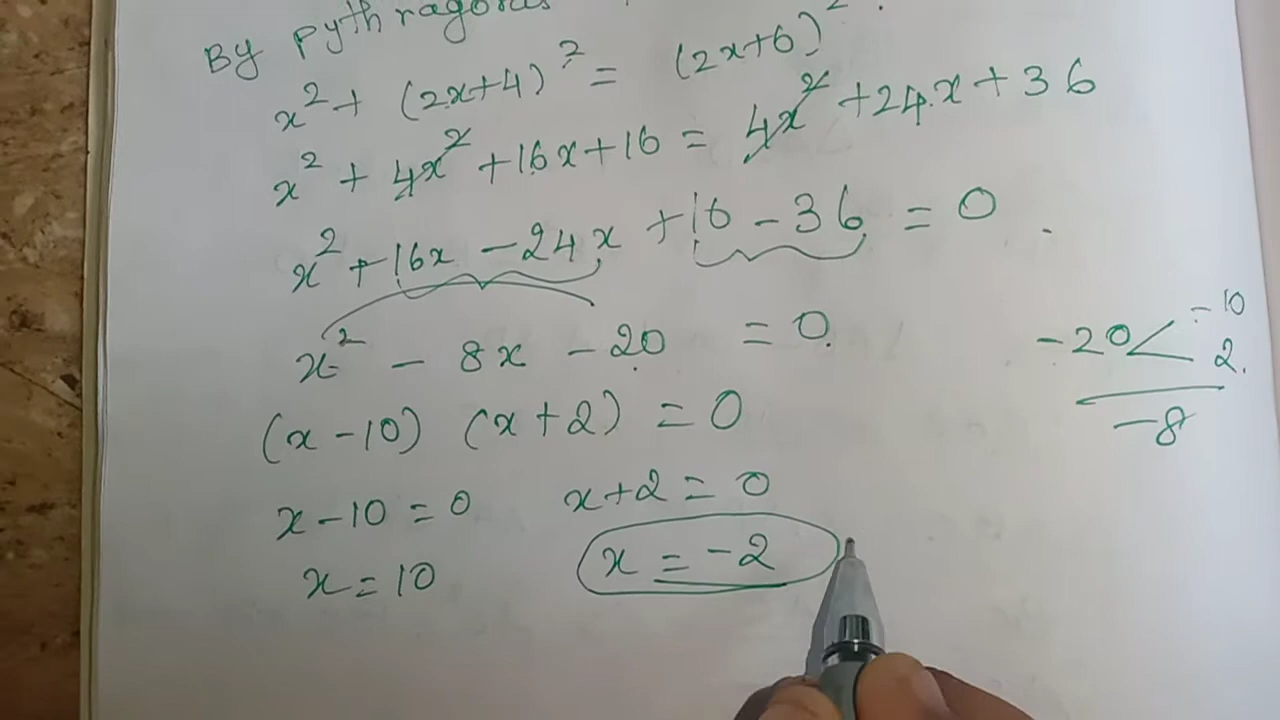 By pythragoras
x² + (2x+4)² = (2x+6)².
x² + 4x² + 16x + 16 = 4x² + 24x + 36
x² + 16x - 24x + 16 - 36 = 0
x² - 8x - 20 = 0
(x - 10) (x + 2) = 0
x - 10 = 0 x + 2 = 0
x = 10 x = -2
-20 < -10
2
-8